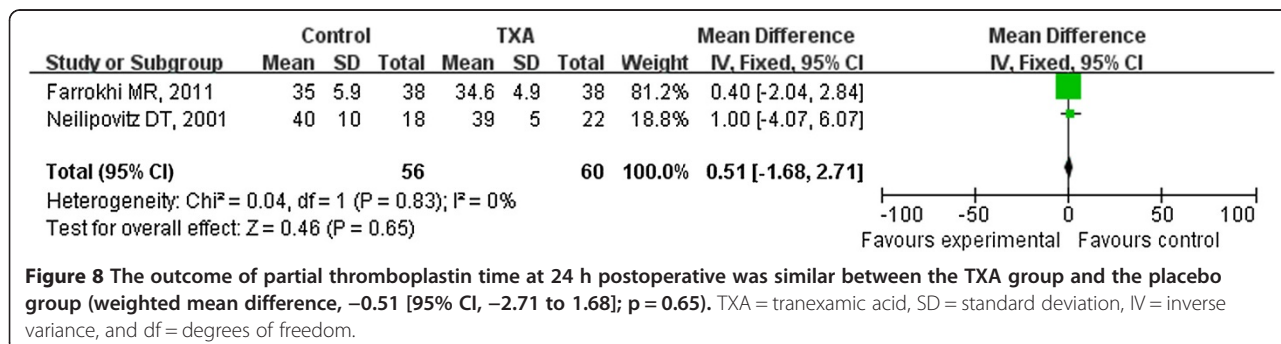 Control TXA Mean Difference Mean Difference
Study or Subgroup Mean SD Total Mean SD Total Weight IV, Fixed, 95% CI IV, Fixed, 95% CI
Farrokhi MR, 2011 35 5.9 38 34.6 4.9 38 81.2% 0.40 [-2.04, 2.84]
Neilipovitz DT, 2001 40 10 18 39 5 22 18.8% 1.00 [-4.07, 6.07]
Total (95% CI) 56 60 100.0% 0.51 [-1.68, 2.71]
Heterogeneity: Chi² = 0.04, df = 1 (P = 0.83); I² = 0%
Test for overall effect: Z = 0.46 (P = 0.65)
-100 -50 0 50 100
Favours experimental Favours control
Figure 8 The outcome of partial thromboplastin time at 24 h postoperative was similar between the TXA group and the placebo
group (weighted mean difference, −0.51 [95% CI, −2.71 to 1.68]; p = 0.65). TXA = tranexamic acid, SD = standard deviation, IV = inverse
variance, and df = degrees of freedom.